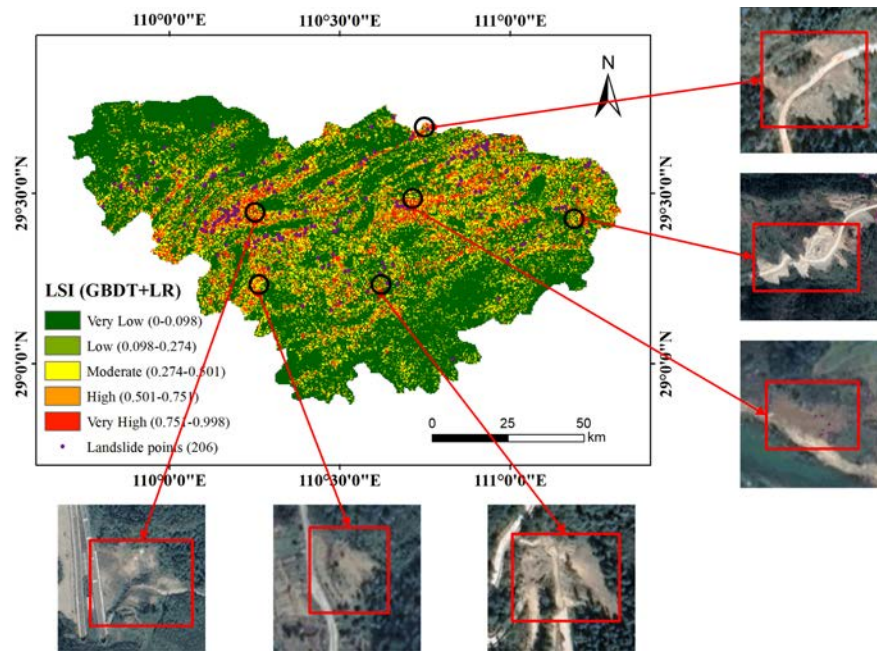 110°0'0"E 110°30'0"E 111°0'0"E
N
29°30'0"N 29°30'0"N
LSI (GBDT+LR)
Very Low (0-0.098)
Low (0.098-0.274)
29°0'0"N 29°0'0"N
Moderate (0.274-0.501)
High (0.501-0.751)
Very High (0.751-0.998)
Landslide points (206)
0 25 50
km
110°0'0"E 110°30'0"E 111°0'0"E